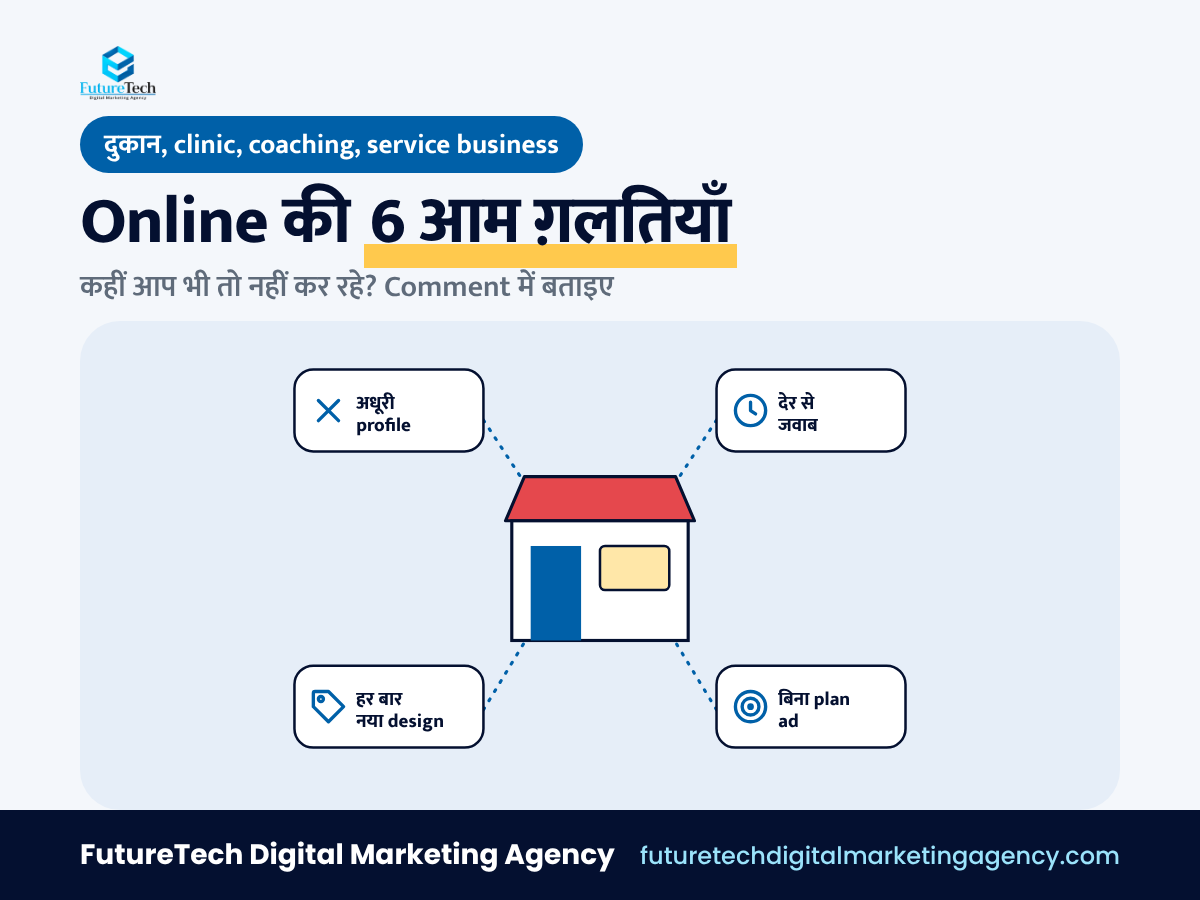 FutureTech
Digital Marketing Agency
दुकान, clinic, coaching, service business
Online की 6 आम ग़लतियाँ
कहीं आप भी तो नहीं कर रहे? Comment में बताइए
अधूरी
profile
देर से
जवाब
हर बार
नया design
बिना plan
ad
FutureTech Digital Marketing Agency
futuretechdigitalmarketingagency.com